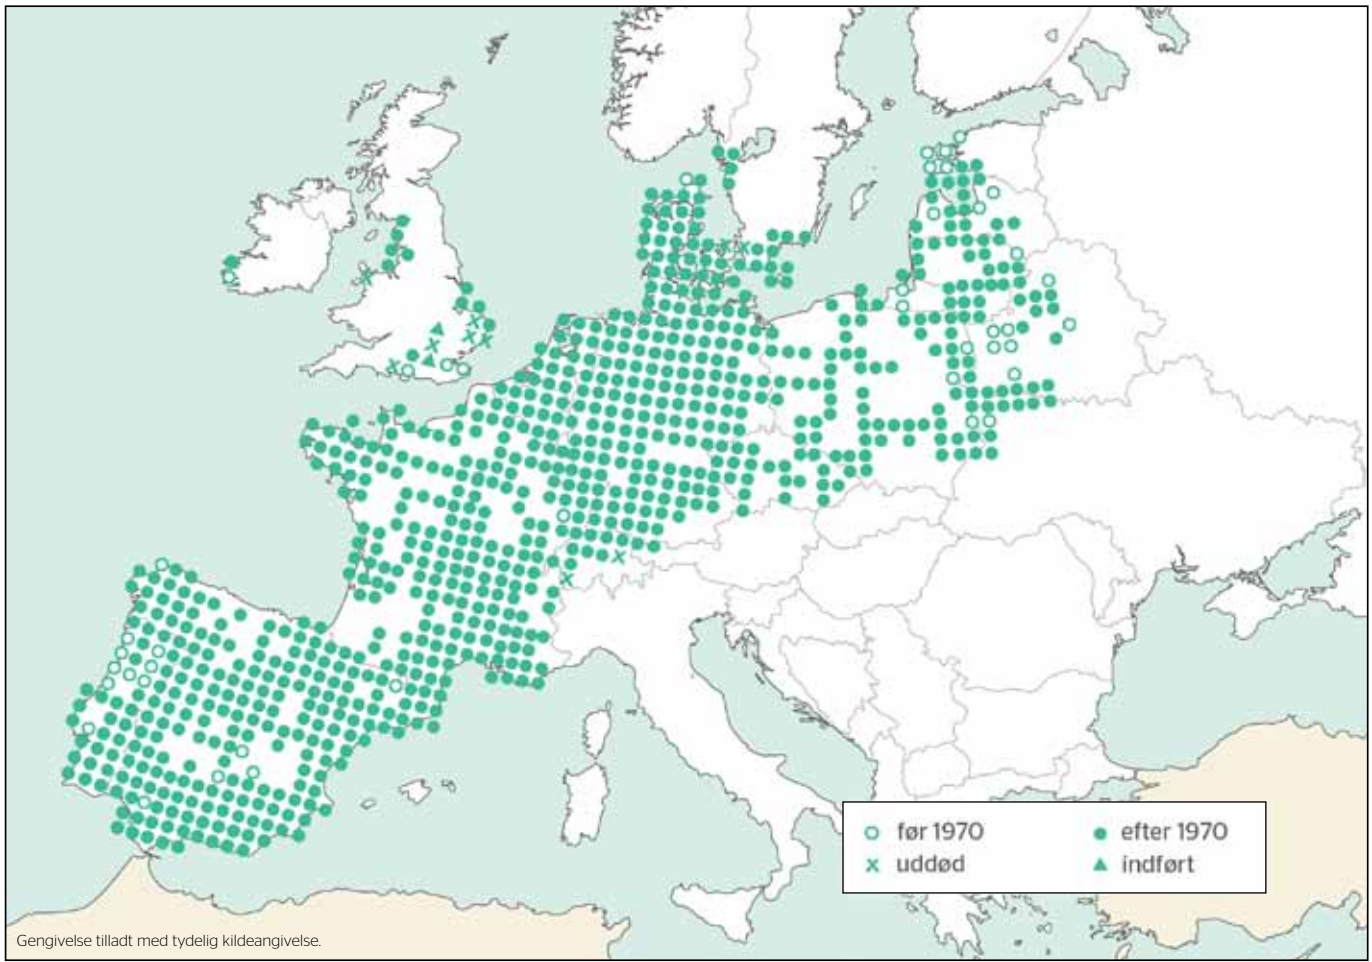 før 1970
efter 1970
uddød
indført
Gengivelse tilladt med tydelig kildeangivelse.